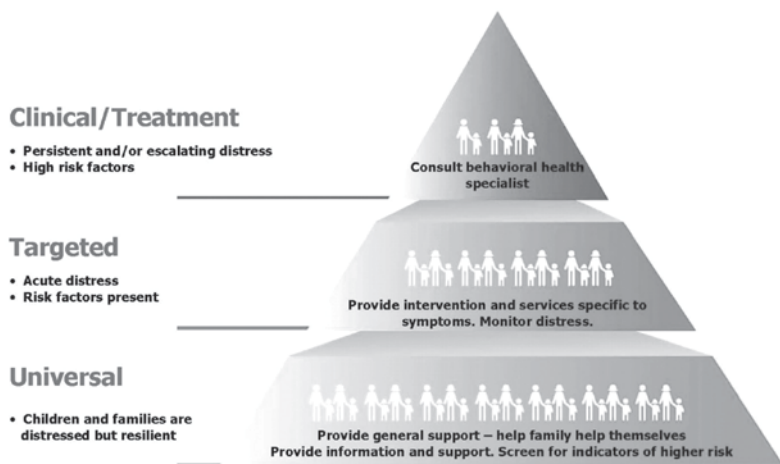 Clinical/Treatment
• Persistent and/or escalating distress
• High risk factors
Consult behavioral health
specialist
Targeted
• Acute distress
• Risk factors present
Provide intervention and services specific to
symptoms. Monitor distress.
Universal
• Children and families are
distressed but resilient
Provide general support – help family help themselves
Provide information and support. Screen for indicators of higher risk